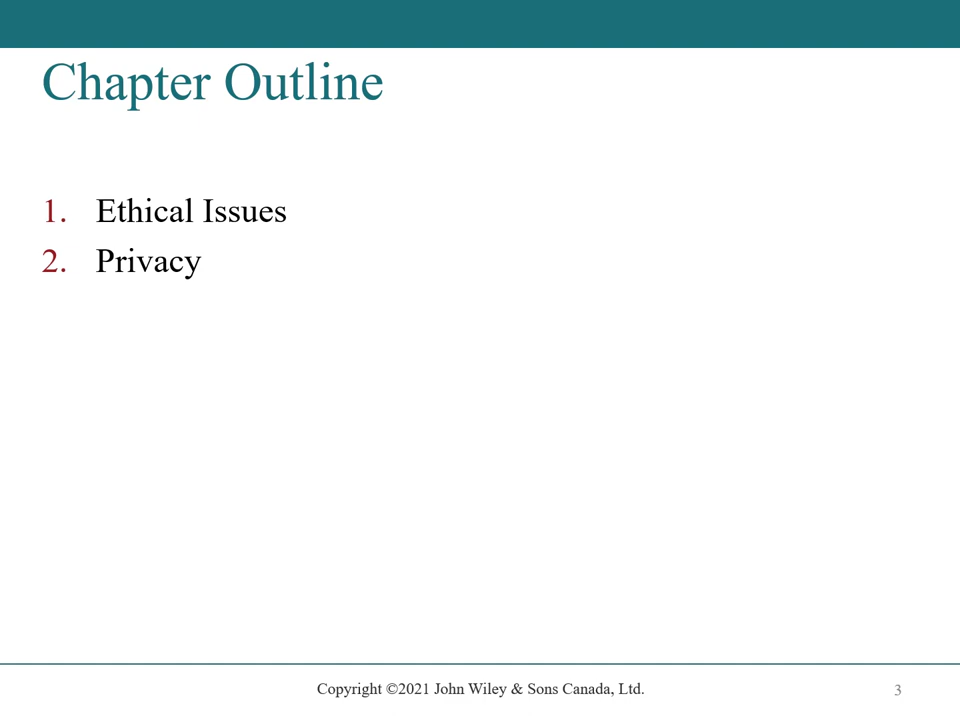 Chapter Outline
1. Ethical Issues
2. Privacy
Copyright ©2021 John Wiley & Sons Canada, Ltd.
3